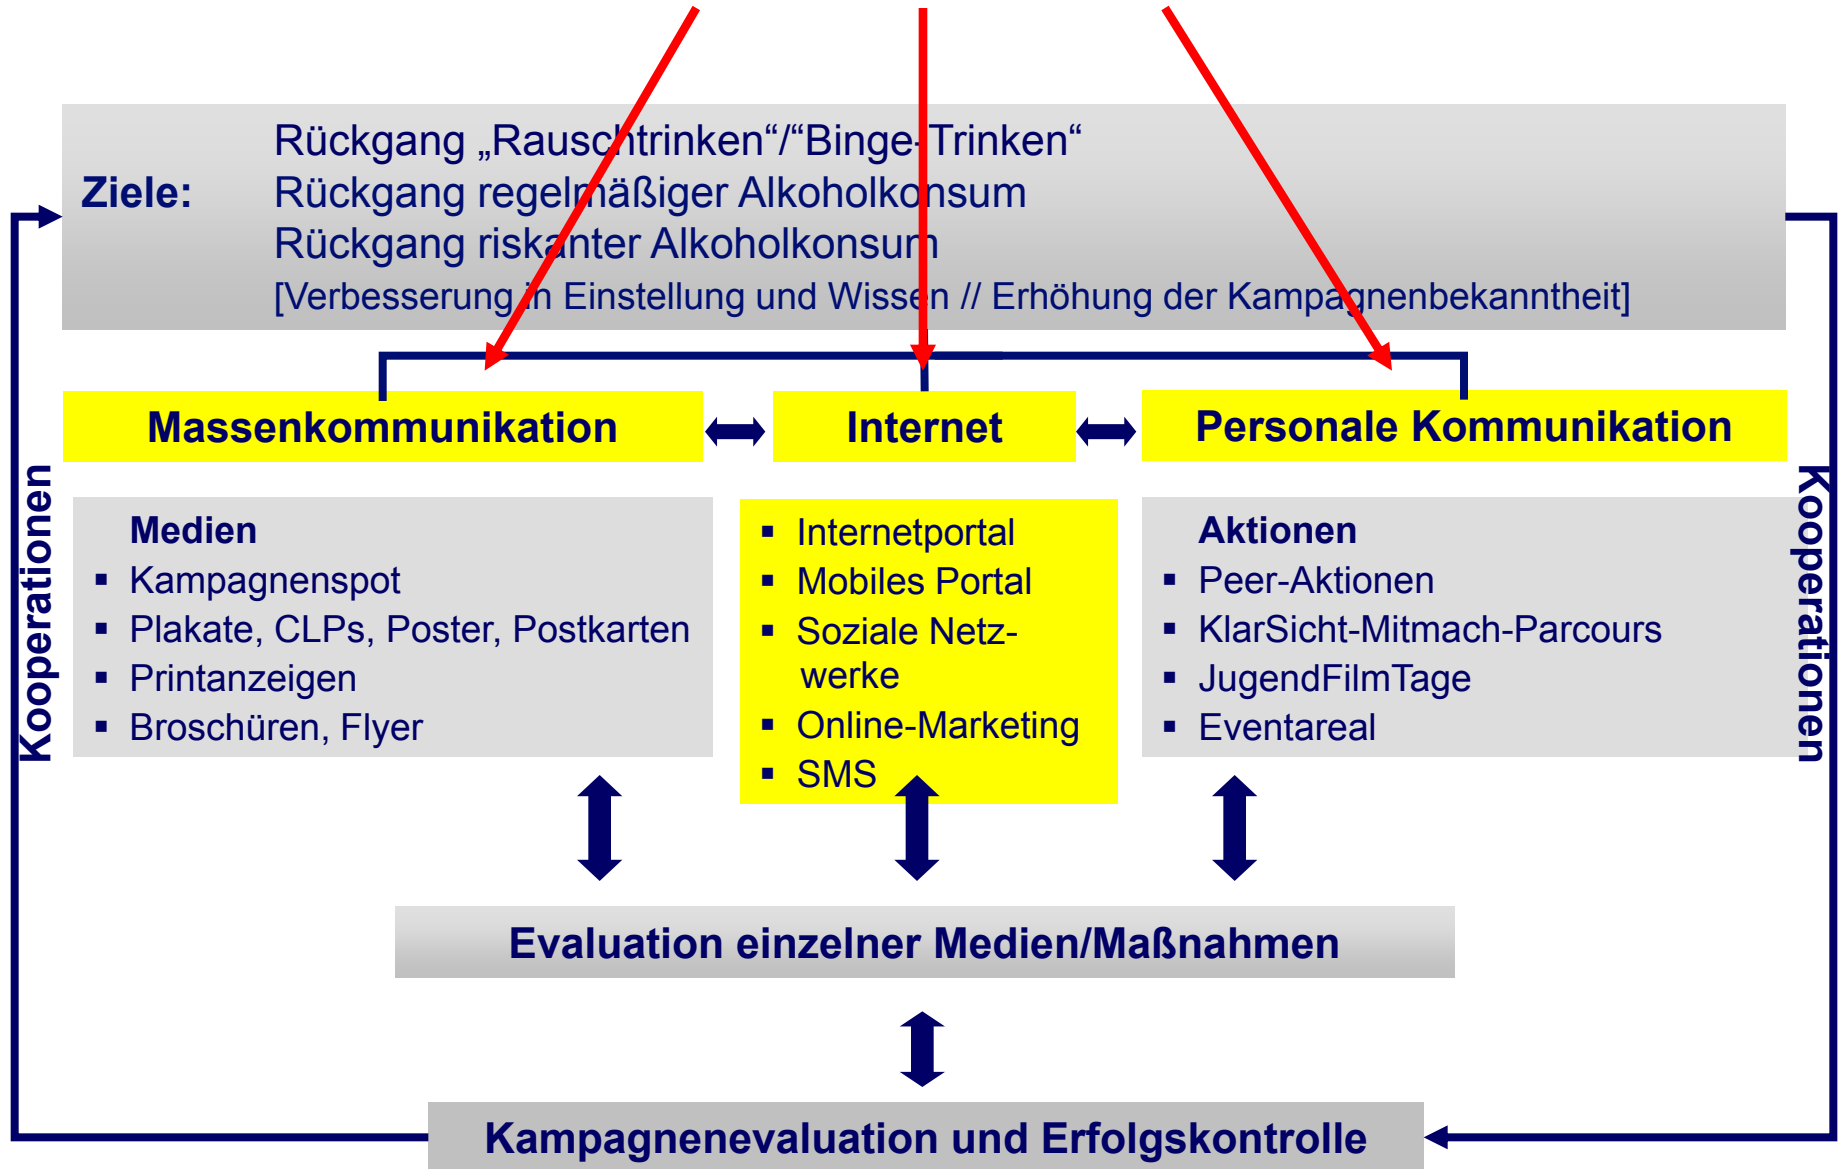 Rückgang „Rauschtrinken“/“Binge-Trinken“
Ziele: Rückgang regelmäßiger Alkoholkonsum
Rückgang riskanter Alkoholkonsum
[Verbesserung in Einstellung und Wissen // Erhöhung der Kampagnenbekanntheit]
Massenkommunikation
Internet
Personale Kommunikation
Kooperationen
Medien
▪ Kampagnenspot
▪ Plakate, CLPs, Poster, Postkarten
▪ Printanzeigen
▪ Broschüren, Flyer
▪ Internetportal
▪ Mobiles Portal
▪ Soziale Netz-
werke
▪ Online-Marketing
▪ SMS
Aktionen
▪ Peer-Aktionen
▪ KlarSicht-Mitmach-Parcours
▪ JugendFilmTage
▪ Eventareal
Kooperationen
Evaluation einzelner Medien/Maßnahmen
Kampagnenevaluation und Erfolgskontrolle